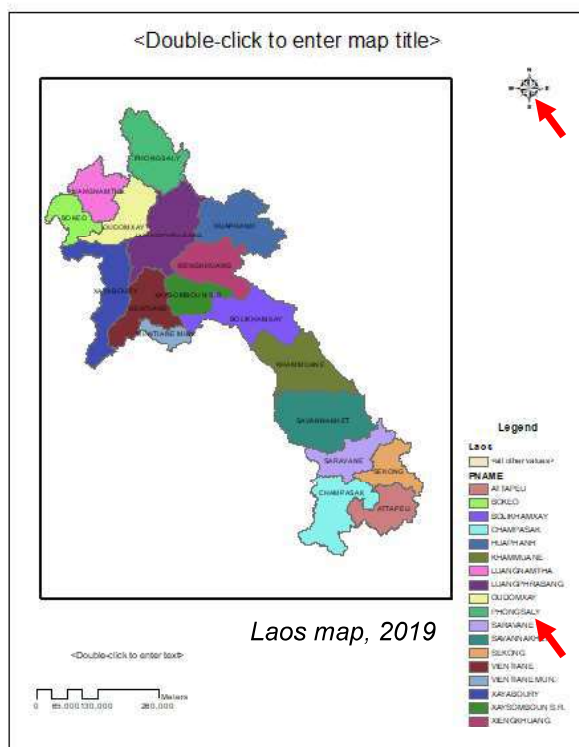 <Double-click to enter map title>
N
W E
S
PHONGSALY
LUANGNAMTHA
BOKEO
OUDOMXAY
HUAPHANH
XIENGKHUANG
XAYABOURY
XAYSOMBOUN S.R.
VIENTIANE
BOLIKHAMXAY
VIENTIANE MUN.
KHAMMUANE
SAVANNAKHET
SARAVANE
SEKONG
CHAMPASAK
ATTAPEU
Legend
Laos
<all other values>
PNAME
ATTAPEU
BOKEO
BOLIKHAMXAY
CHAMPASAK
HUAPHANH
KHAMMUANE
LUANGNAMTHA
LUANGPHRABANG
OUDOMXAY
PHONGSALY
SARAVANE
SEKONG
VIENTIANE
VIENTIANE MUN.
XAYABOURY
XAYSOMBOUN S.R.
XIENGKHUANG
Laos map, 2019
<Double-click to enter text>
Meters
0 65,000 130,000 260,000